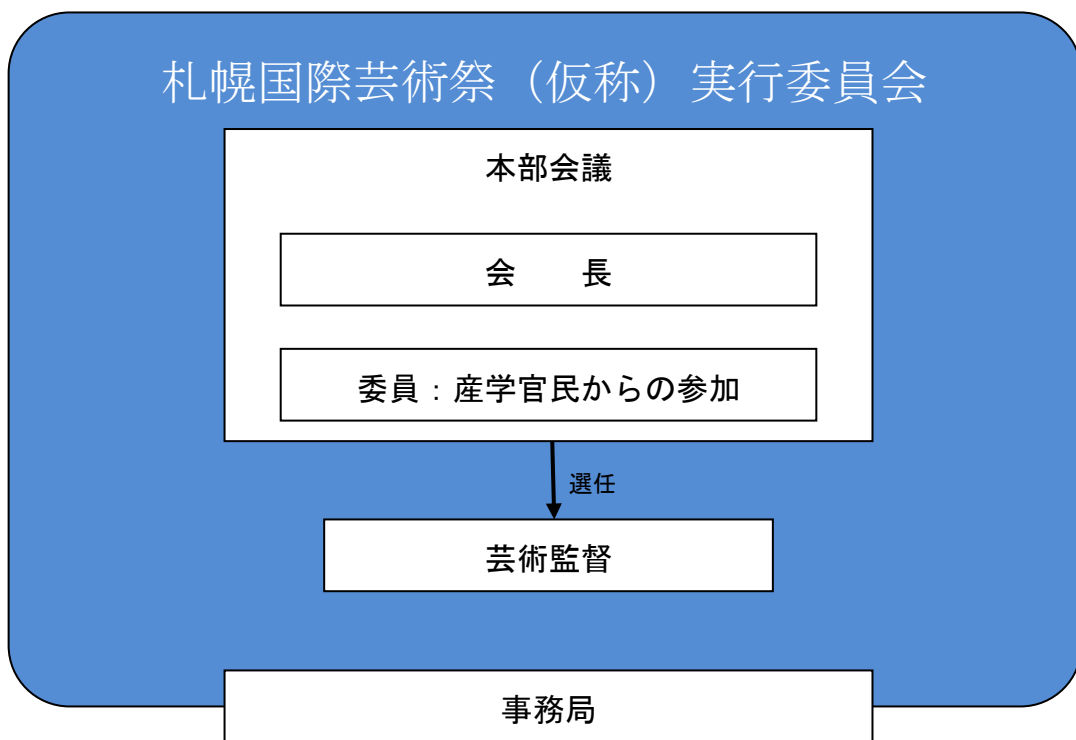 札幌国際芸術祭（仮称）実行委員会
本部会議
会　　長
委員：産学官民からの参加
選任
芸術監督
事務局